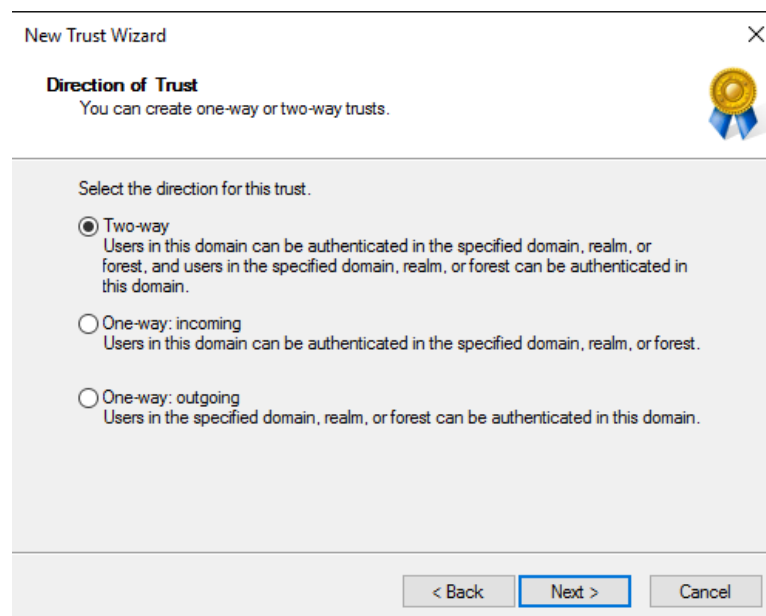 New Trust Wizard
Direction of Trust
You can create one-way or two-way trusts.
Select the direction for this trust.
Two-way
Users in this domain can be authenticated in the specified domain, realm, or
forest, and users in the specified domain, realm, or forest can be authenticated in
this domain.
One-way: incoming
Users in this domain can be authenticated in the specified domain, realm, or forest.
One-way: outgoing
Users in the specified domain, realm, or forest can be authenticated in this domain.
< Back Next > Cancel